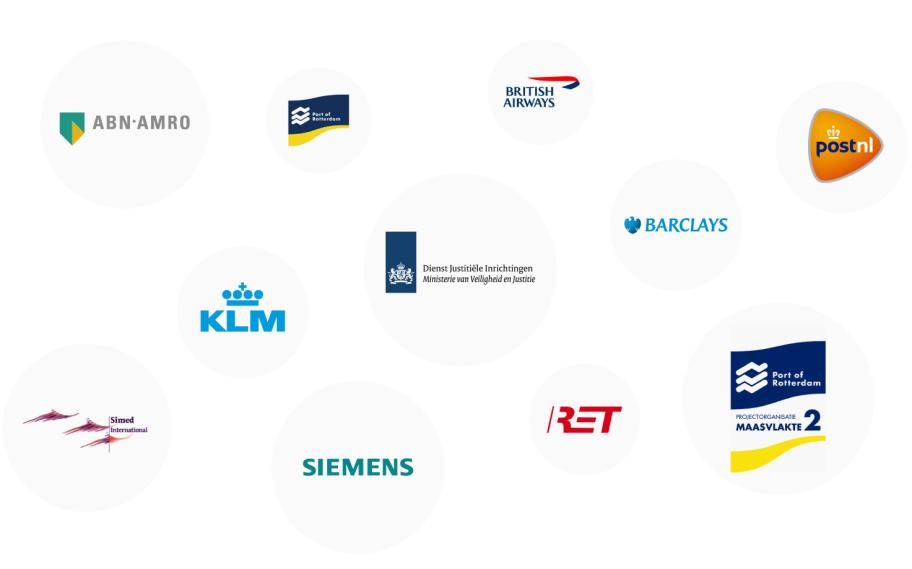 ABN·AMRO
Port of
Rotterdam
BRITISH
AIRWAYS
postnl
BARCLAYS
Dienst Justitiële Inrichtingen
Ministerie van Veiligheid en Justitie
KLM
Port of
Rotterdam
PROJECTORGANISATIE
MAASVLAKTE 2
Simed
International
RET
SIEMENS